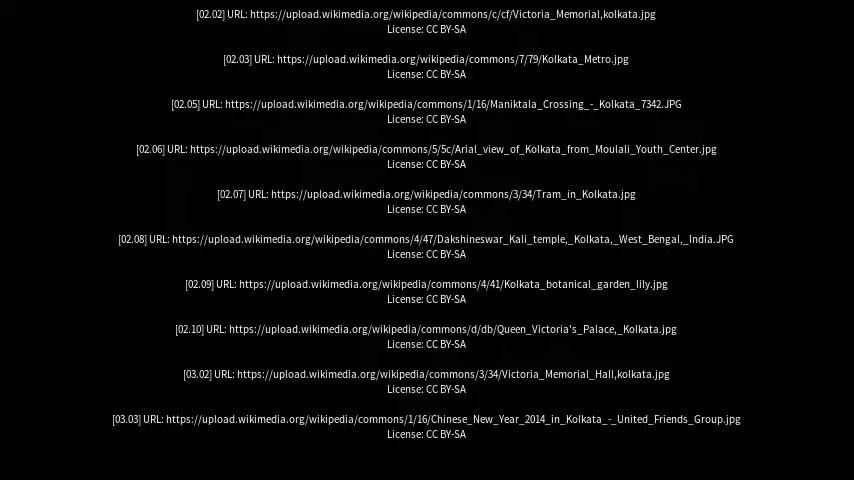 [02.02] URL: https://upload.wikimedia.org/wikipedia/commons/c/cf/Victoria_Memorial,kolkata.jpg
License: CC BY-SA
[02.03] URL: https://upload.wikimedia.org/wikipedia/commons/7/79/Kolkata_Metro.jpg
License: CC BY-SA
[02.05] URL: https://upload.wikimedia.org/wikipedia/commons/1/16/Maniktala_Crossing_-_Kolkata_7342.JPG
License: CC BY-SA
[02.06] URL: https://upload.wikimedia.org/wikipedia/commons/5/5c/Arial_view_of_Kolkata_from_Moulali_Youth_Center.jpg
License: CC BY-SA
[02.07] URL: https://upload.wikimedia.org/wikipedia/commons/3/34/Tram_in_Kolkata.jpg
License: CC BY-SA
[02.08] URL: https://upload.wikimedia.org/wikipedia/commons/4/47/Dakshineswar_Kali_temple,_Kolkata,_West_Bengal,_India.JPG
License: CC BY-SA
[02.09] URL: https://upload.wikimedia.org/wikipedia/commons/4/41/Kolkata_botanical_garden_lily.jpg
License: CC BY-SA
[02.10] URL: https://upload.wikimedia.org/wikipedia/commons/d/db/Queen_Victoria's_Palace,_Kolkata.jpg
License: CC BY-SA
[03.02] URL: https://upload.wikimedia.org/wikipedia/commons/3/34/Victoria_Memorial_Hall,kolkata.jpg
License: CC BY-SA
[03.03] URL: https://upload.wikimedia.org/wikipedia/commons/1/16/Chinese_New_Year_2014_in_Kolkata_-_United_Friends_Group.jpg
License: CC BY-SA